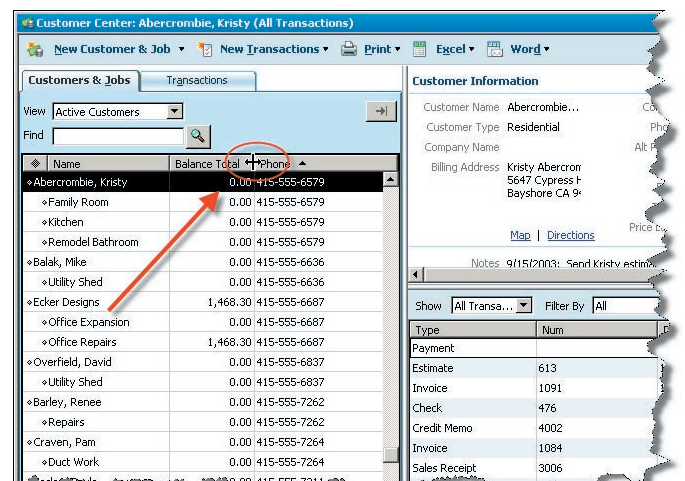 Customer Center: Abercrombie, Kristy (All Transactions)
New Customer & Job New Transactions Print Excel Word
Customers & Jobs Transactions
View Active Customers
Find
Name Balance Total Phone
Abercrombie, Kristy 0.00 415-555-6579
Family Room 0.00 415-555-6579
Kitchen 0.00 415-555-6579
Remodel Bathroom 0.00 415-555-6579
Balak, Mike 0.00 415-555-6636
Utility Shed 0.00 415-555-6636
Ecker Designs 1,468.30 415-555-6687
Office Expansion 0.00 415-555-6687
Office Repairs 1,468.30 415-555-6687
Overfield, David 0.00 415-555-6837
Utility Shed 0.00 415-555-6837
Barley, Renee 0.00 415-555-7262
Repairs 0.00 415-555-7262
Craven, Pam 0.00 415-555-7264
Duct Work 0.00 415-555-7264
Customer Information
Customer Name Abercrombie... Co
Customer Type Residential Pho
Company Name Alt P
Billing Address Kristy Abercrom
5647 Cypress H
Bayshore CA 94
Price
Map | Directions
Notes 9/15/2003: Send Kristy estim
Show All Transa... Filter By All
Type Num
Payment
Estimate 613
Invoice 1091
Check 476
Credit Memo 4002
Invoice 1084
Sales Receipt 3006